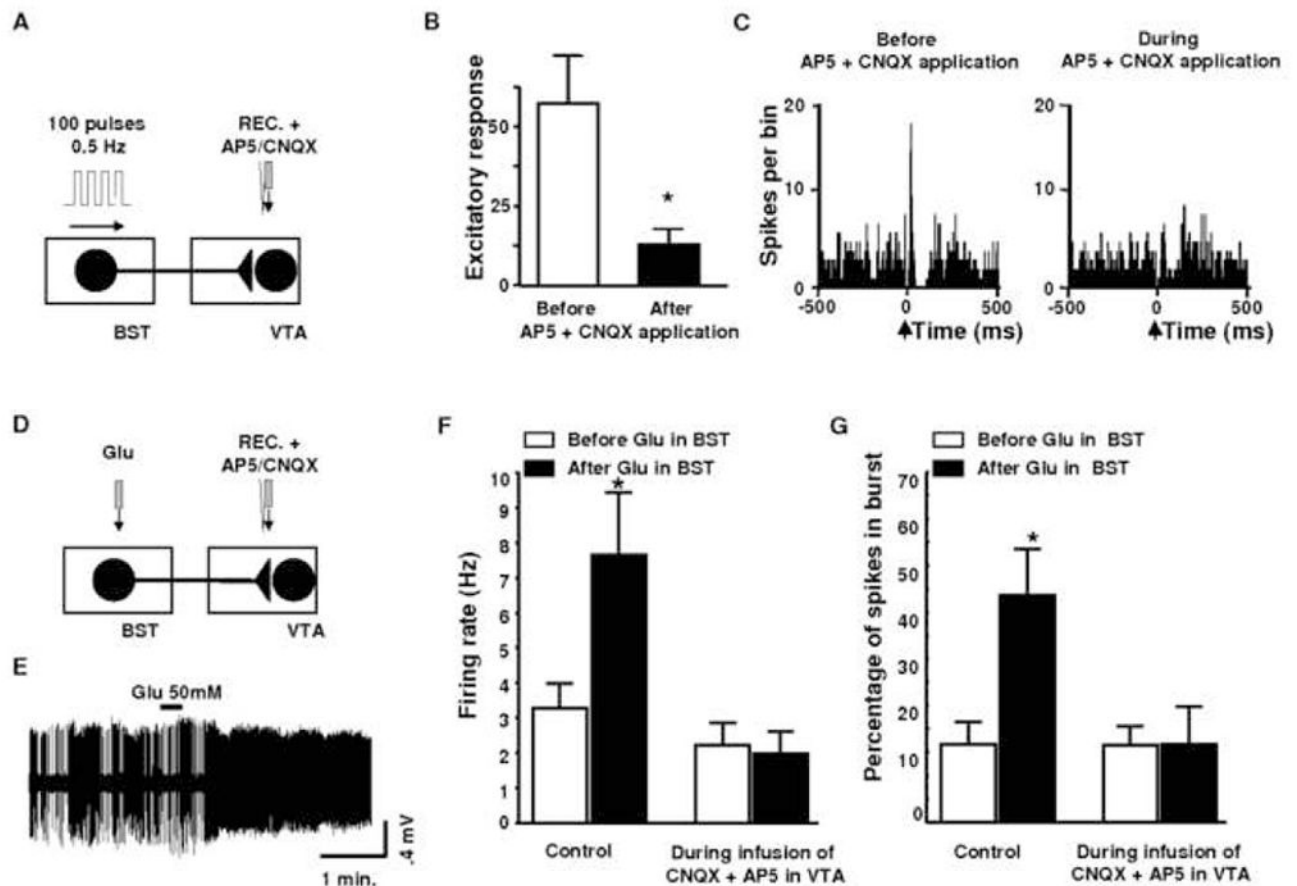 A
100 pulses
0.5 Hz
REC. +
AP5/CNQX
BST
VTA
B
Excitatory response
50
25
0
*
Before
After
AP5 + CNQX application
C
Before
AP5 + CNQX application
During
AP5 + CNQX application
Spikes per bin
20
10
0
-500
0
500
Time (ms)
20
10
0
-500
0
500
Time (ms)
D
Glu
REC. +
AP5/CNQX
BST
VTA
E
Glu 50mM
.4 mV
1 min.
F
Before Glu in BST
After Glu in BST
Firing rate (Hz)
10
9
8
7
6
5
4
3
2
1
0
*
Control
During infusion of
CNQX + AP5 in VTA
G
Before Glu in BST
After Glu in BST
Percentage of spikes in burst
70
60
50
40
30
20
10
0
*
Control
During infusion of
CNQX + AP5 in VTA